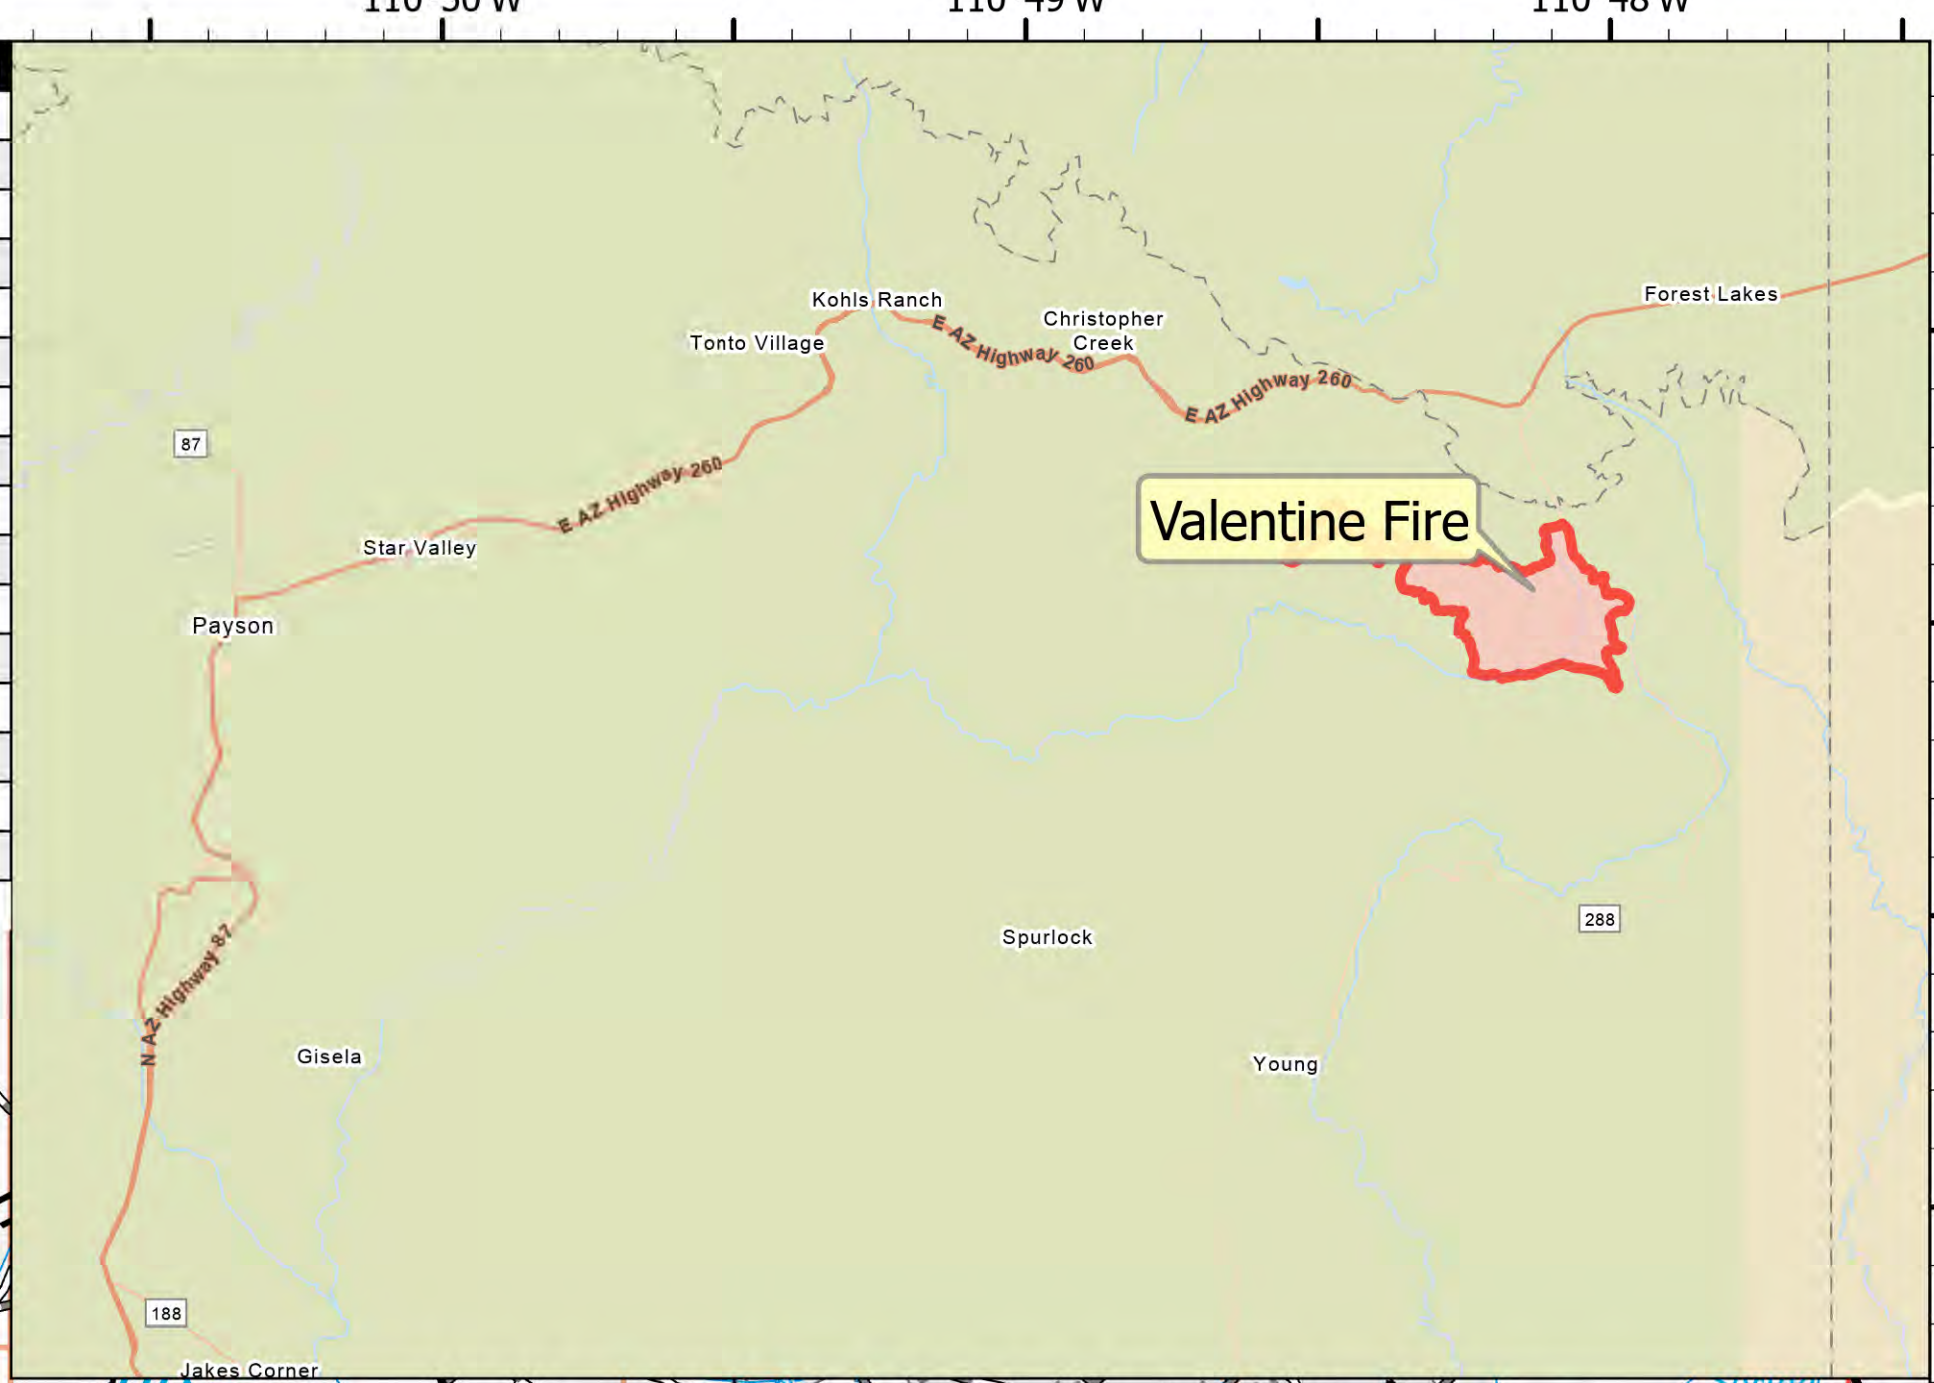 110°50'W
110°49'W
110°48'W
Kohls Ranch
Forest Lakes
Christopher
Creek
Tonto Village
E AZ Highway 260
E AZ Highway 260
87
E AZ Highway 260
Valentine Fire
Star Valley
Payson
288
Spurlock
N AZ Highway 87
Gisela
Young
188
Jakes Corner